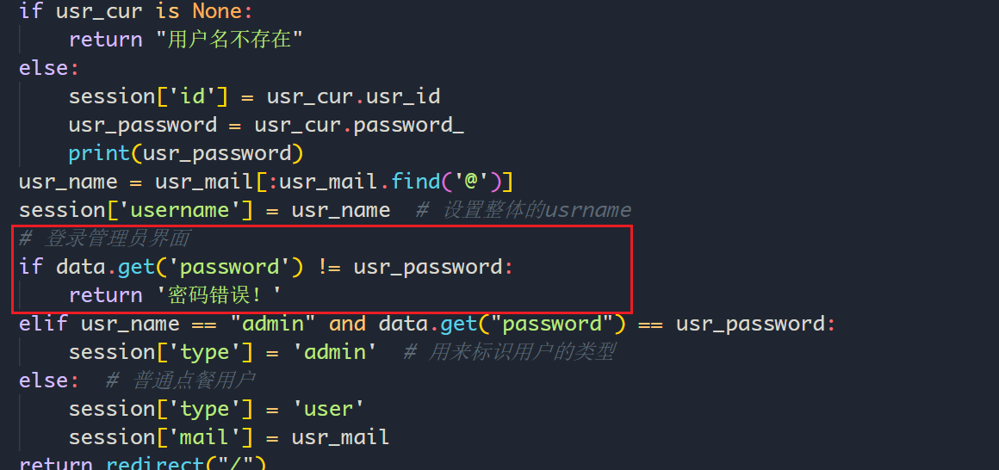 if usr_cur is None:
    return "用户名不存在"
else:
    session['id'] = usr_cur.usr_id
    usr_password = usr_cur.password_
    print(usr_password)
usr_name = usr_mail[:usr_mail.find('@')]
session['username'] = usr_name  # 设置整体的usrname
# 登录管理员界面
if data.get('password') != usr_password:
    return '密码错误！'
elif usr_name == "admin" and data.get("password") == usr_password:
    session['type'] = 'admin'  # 用来标识用户的类型
else:  # 普通点餐用户
    session['type'] = 'user'
    session['mail'] = usr_mail
return redirect("/")